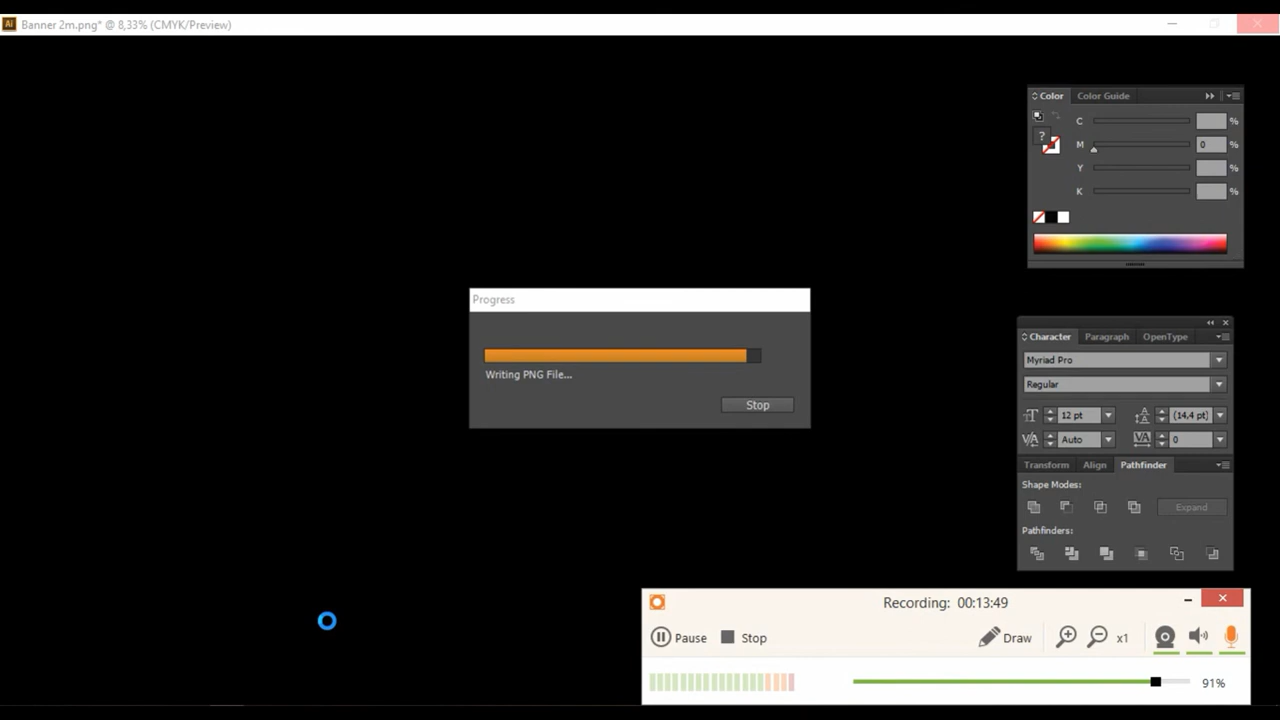 Ai Banner 2m.png* @ 8,33% (CMYK/Preview)
Color Color Guide
C %
? M 0 %
Y %
K %
Progress
Writing PNG File...
Stop
Character Paragraph OpenType
Myriad Pro
Regular
12 pt (14,4 pt)
Auto 0
Transform Align Pathfinder
Shape Modes:
Expand
Pathfinders:
Recording: 00:13:49
Pause Stop Draw x1
91%